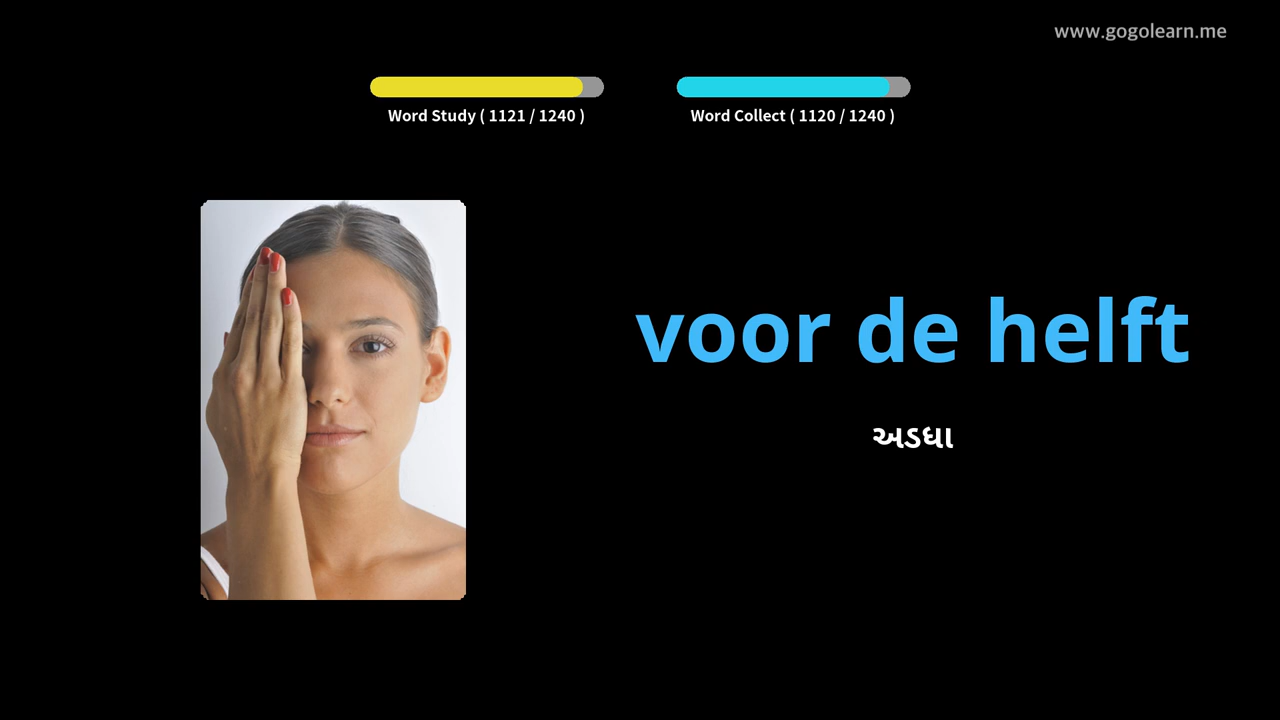 www.gogolearn.me
Word Study ( 1121 / 1240 )
Word Collect ( 1120 / 1240 )
voor de helft
અડધા